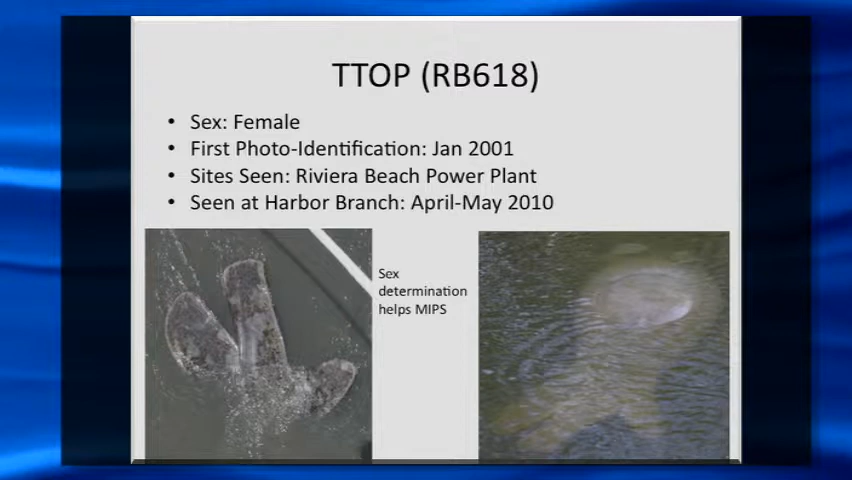 TTOP (RB618)
• Sex: Female
• First Photo-Identification: Jan 2001
• Sites Seen: Riviera Beach Power Plant
• Seen at Harbor Branch: April-May 2010
Sex
determination
helps MIPS